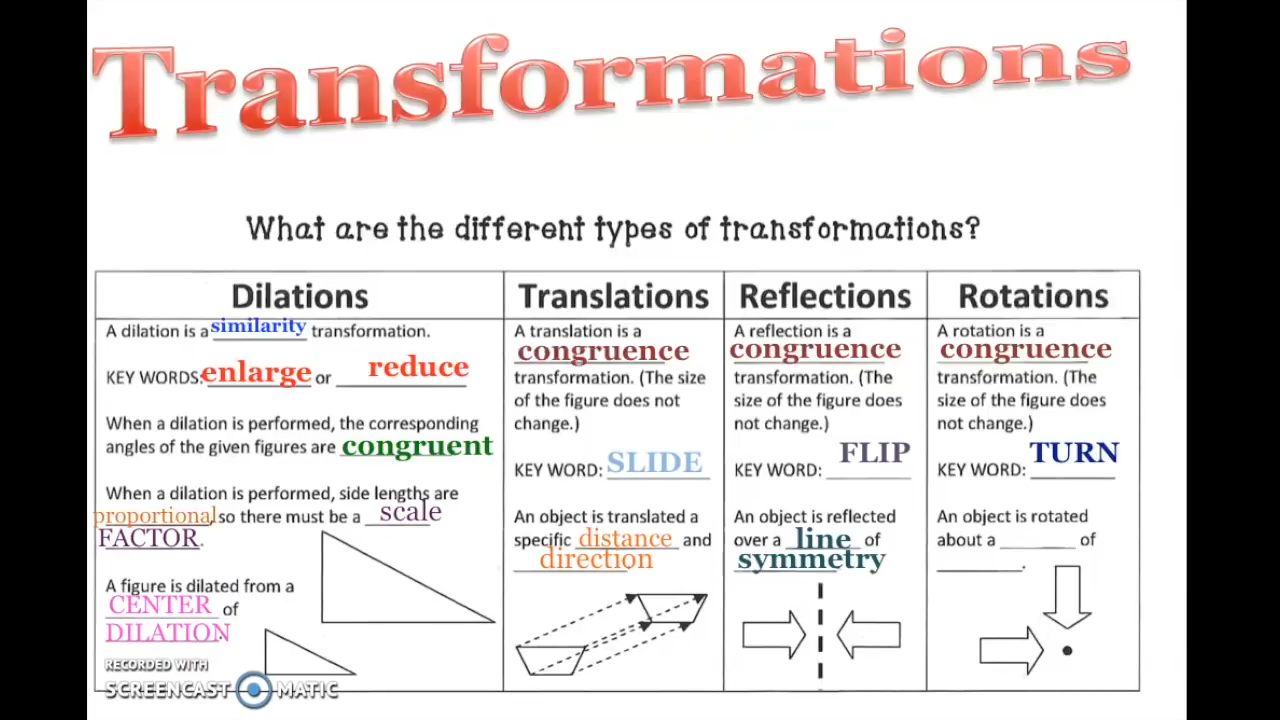 Transformations
What are the different types of transformations?
Dilations
A dilation is a similarity transformation.
KEY WORDS: enlarge or reduce
When a dilation is performed, the corresponding
angles of the given figures are congruent
When a dilation is performed, side lengths are
proportional, so there must be a scale
FACTOR.
A figure is dilated from a
CENTER of
DILATION.
Translations
A translation is a
congruence
transformation. (The size
of the figure does not
change.)
KEY WORD: SLIDE
An object is translated a
specific distance and
direction
Reflections
A reflection is a
congruence
transformation. (The
size of the figure does
not change.)
KEY WORD: FLIP
An object is reflected
over a line of
symmetry
Rotations
A rotation is a
congruence
transformation. (The
size of the figure does
not change.)
KEY WORD: TURN
An object is rotated
about a ________ of
__________.
RECORDED WITH
SCREENCAST MATIC